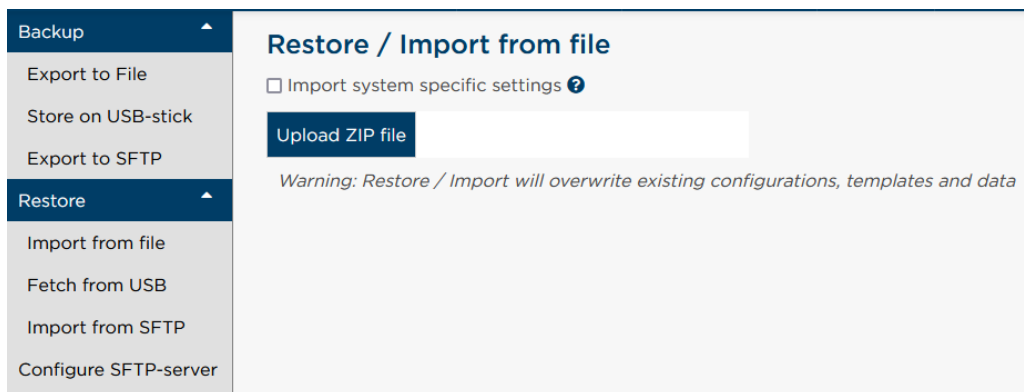 Backup
Export to File
Store on USB-stick
Export to SFTP
Restore
Import from file
Fetch from USB
Import from SFTP
Configure SFTP-server
Restore / Import from file
Import system specific settings ?
Upload ZIP file
Warning: Restore / Import will overwrite existing configurations, templates and data